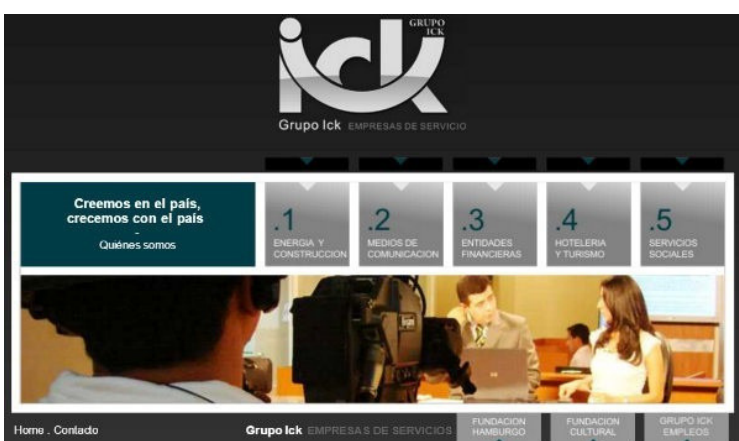 GRUPO
ICK
ick
Grupo Ick EMPRESAS DE SERVICIO
Creemos en el país,
crecemos con el país
-
Quiénes somos
.1
ENERGIA Y
CONSTRUCCION
.2
MEDIOS DE
COMUNICACION
.3
ENTIDADES
FINANCIERAS
.4
HOTELERIA
Y TURISMO
.5
SERVICIOS
SOCIALES
Home . Contacto
Grupo Ick EMPRESAS DE SERVICIOS
FUNDACION
HAMBURGO
FUNDACION
CULTURAL
GRUPO ICK
EMPLEOS